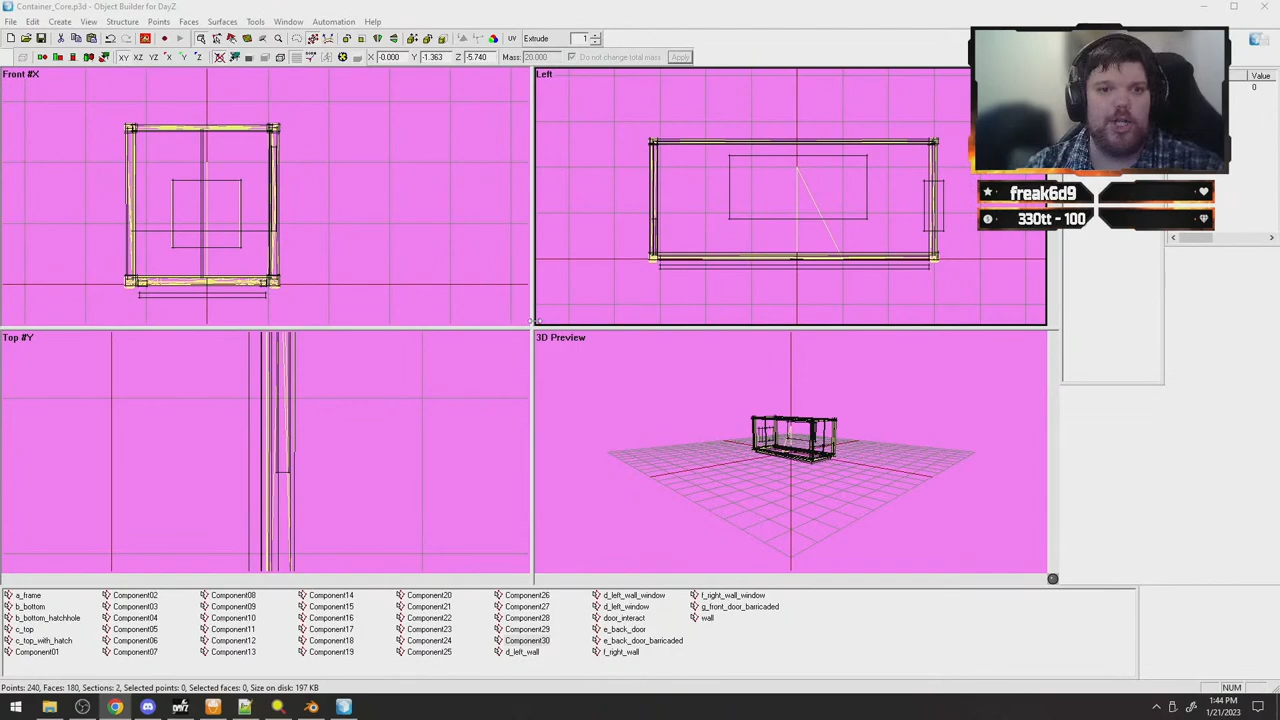 Container_Core.p3d - Object Builder for DayZ
File Edit Create View Structure Points Faces Surfaces Tools Window Automation Help
UV Extrude 1
XY XZ YZ X Y Z X -0.000 Y -1.363 Z -5.740 Mass: 20.000 Do not change total mass Apply
Front #X
Left
Value
0
freak6d9
330tt - 100
Top #Y
3D Preview
a_frame Component02 Component08 Component14 Component20 Component26 d_left_wall_window f_right_wall_window
b_bottom Component03 Component09 Component15 Component21 Component27 d_left_window g_front_door_barricaded
b_bottom_hatchhole Component04 Component10 Component16 Component22 Component28 door_interact wall
c_top Component05 Component11 Component17 Component23 Component29 e_back_door
c_top_with_hatch Component06 Component12 Component18 Component24 Component30 e_back_door_barricaded
Component01 Component07 Component13 Component19 Component25 d_left_wall f_right_wall
Points: 240, Faces: 180, Sections: 2, Selected points: 0, Selected faces: 0, Size on disk: 197 KB
NUM
1:44 PM
1/21/2023